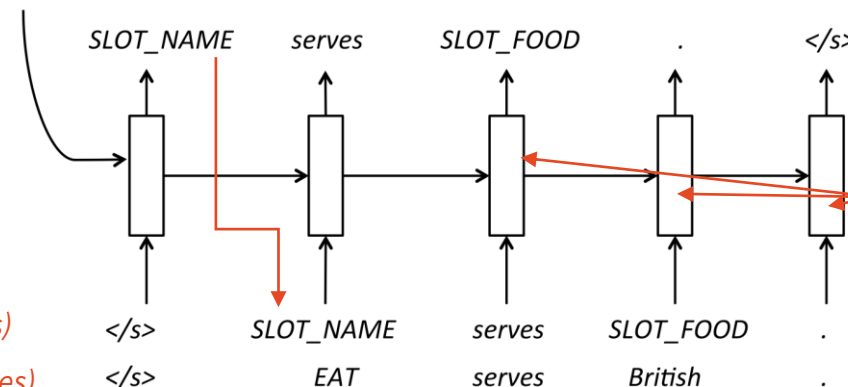 SLOT_NAME serves SLOT_FOOD . </s>
</s> SLOT_NAME serves SLOT_FOOD .
</s> EAT serves British .